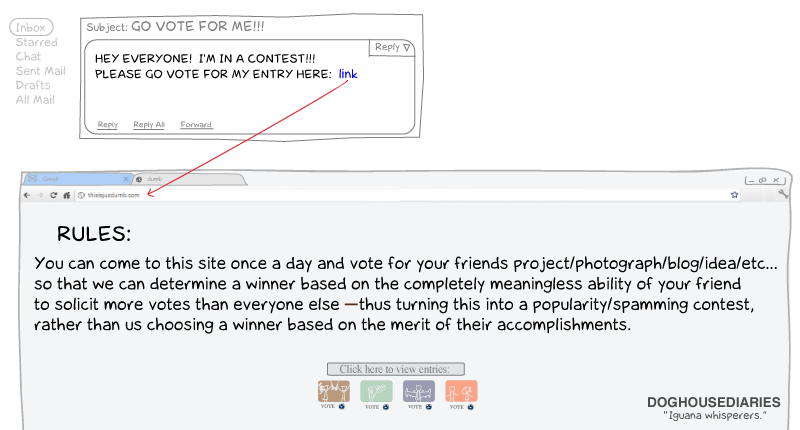 Inbox
Starred
Chat
Sent Mail
Drafts
All Mail
Subject: GO VOTE FOR ME!!!
Reply
HEY EVERYONE! I'M IN A CONTEST!!!
PLEASE GO VOTE FOR MY ENTRY HERE: link
Reply Reply All Forward
Gmail dumb
thisisjustdumb.com
RULES:
You can come to this site once a day and vote for your friends project/photograph/blog/idea/etc...
so that we can determine a winner based on the completely meaningless ability of your friend
to solicit more votes than everyone else —thus turning this into a popularity/spamming contest,
rather than us choosing a winner based on the merit of their accomplishments.
Click here to view entries:
VOTE VOTE VOTE VOTE
DOGHOUSEDIARIES
"Iguana whisperers."